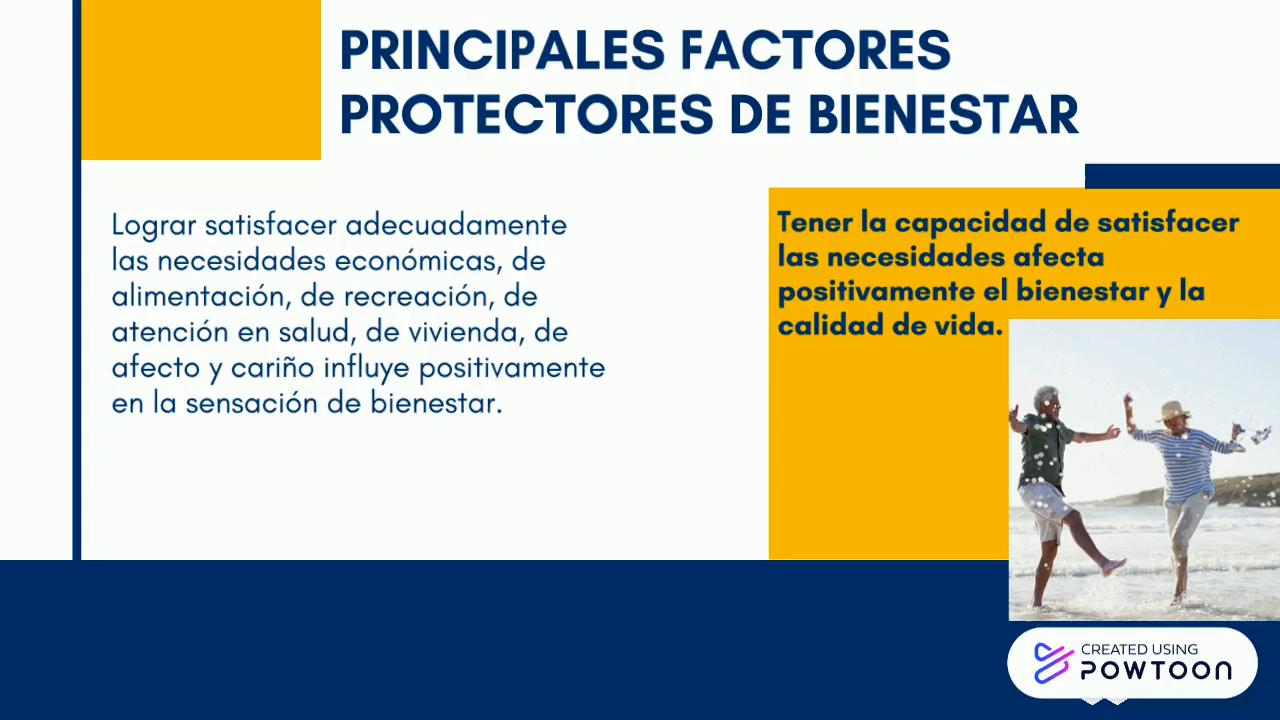 PRINCIPALES FACTORES
PROTECTORES DE BIENESTAR
Lograr satisfacer adecuadamente
las necesidades económicas, de
alimentación, de recreación, de
atención en salud, de vivienda, de
afecto y cariño influye positivamente
en la sensación de bienestar.
Tener la capacidad de satisfacer
las necesidades afecta
positivamente el bienestar y la
calidad de vida.
CREATED USING
POWTOON